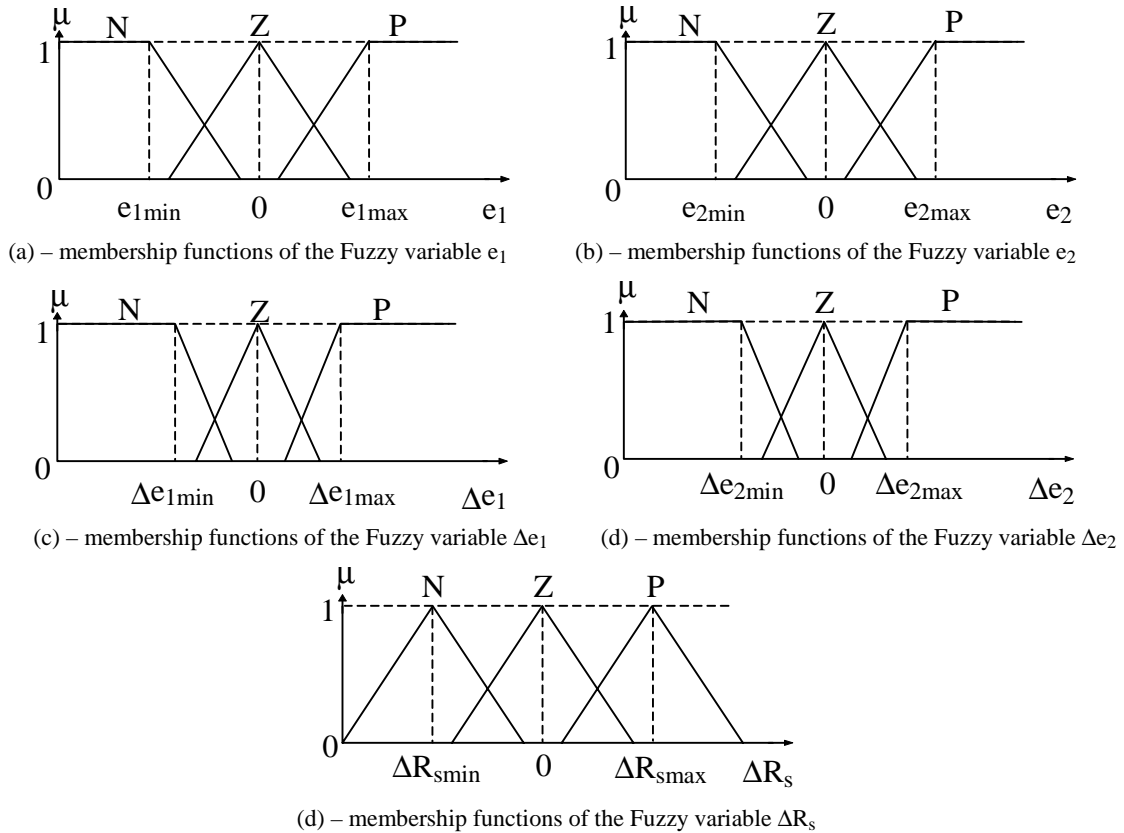 μ N Z P
1
0
e1min 0 e1max e1
(a) – membership functions of the Fuzzy variable e1
μ N Z P
1
0
e2min 0 e2max e2
(b) – membership functions of the Fuzzy variable e2
μ N Z P
1
0
Δe1min 0 Δe1max Δe1
(c) – membership functions of the Fuzzy variable Δe1
μ N Z P
1
0
Δe2min 0 Δe2max Δe2
(d) – membership functions of the Fuzzy variable Δe2
μ N Z P
1
0
ΔRsmin 0 ΔRsmax ΔRs
(d) – membership functions of the Fuzzy variable ΔRs